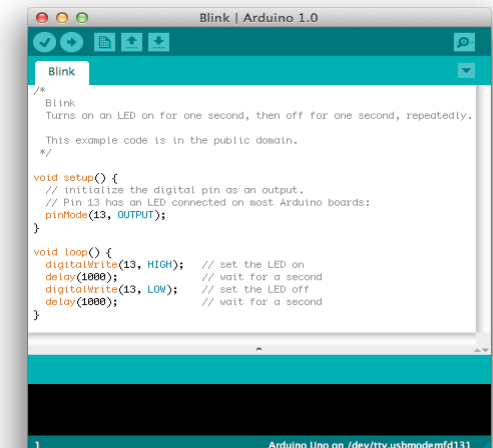 Blink | Arduino 1.0
Blink
/*
  Blink
  Turns on an LED on for one second, then off for one second, repeatedly.

  This example code is in the public domain.
 */

void setup() {
  // initialize the digital pin as an output.
  // Pin 13 has an LED connected on most Arduino boards:
  pinMode(13, OUTPUT);
}

void loop() {
  digitalWrite(13, HIGH);   // set the LED on
  delay(1000);              // wait for a second
  digitalWrite(13, LOW);    // set the LED off
  delay(1000);              // wait for a second
}
1 Arduino Uno on /dev/tty.usbmodemfd131